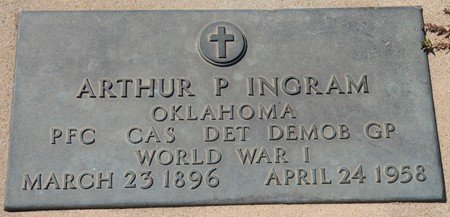 ARTHUR P INGRAM
OKLAHOMA
PFC CAS DET DEMOB GP
WORLD WAR I
MARCH 23 1896 APRIL 24 1958